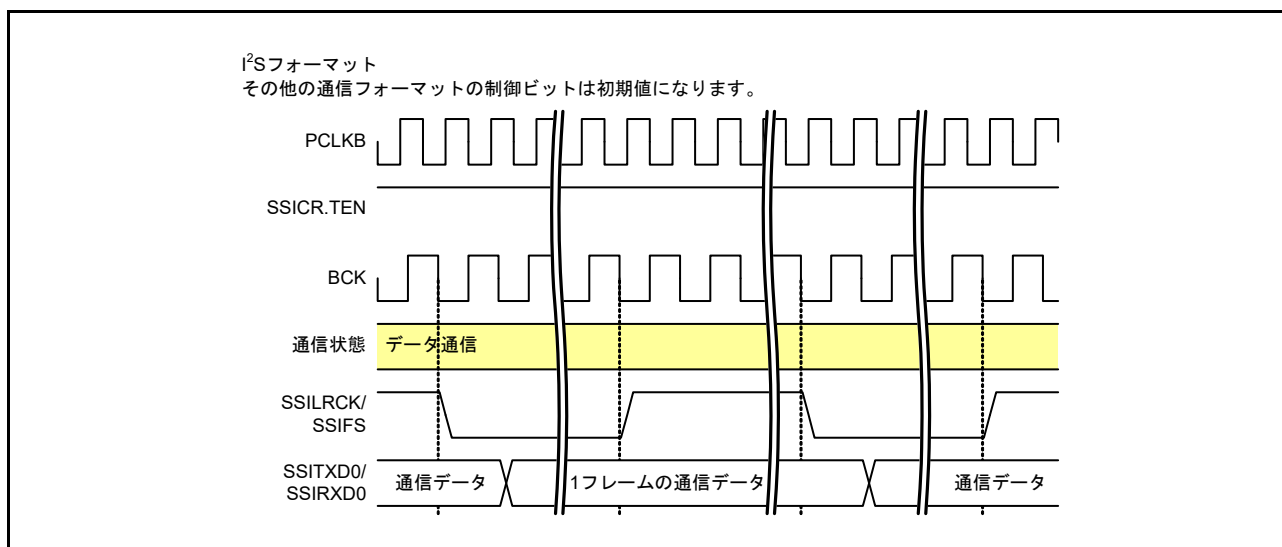 I²Sフォーマット
その他の通信フォーマットの制御ビットは初期値になります。
PCLKB
SSICR.TEN
BCK
通信状態 データ通信
SSILRCK/
SSIFS
SSITXD0/
SSIRXD0
通信データ 1フレームの通信データ 通信データ